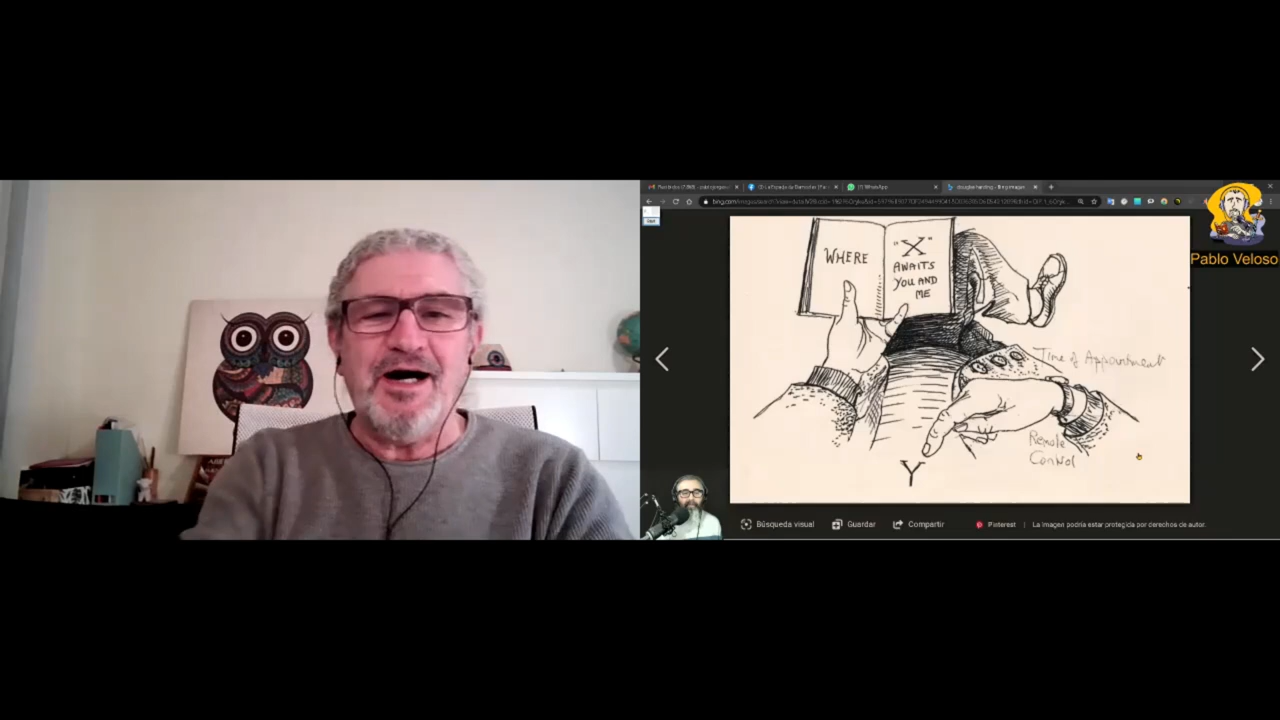 WhatsApp
Pablo Veloso
WHERE
"X"
AWAITS
YOU AND
ME
Time of Appointment
Remote
Control
Y
Búsqueda visual
Guardar
Compartir
Pinterest
La imagen podría estar protegida por derechos de autor.